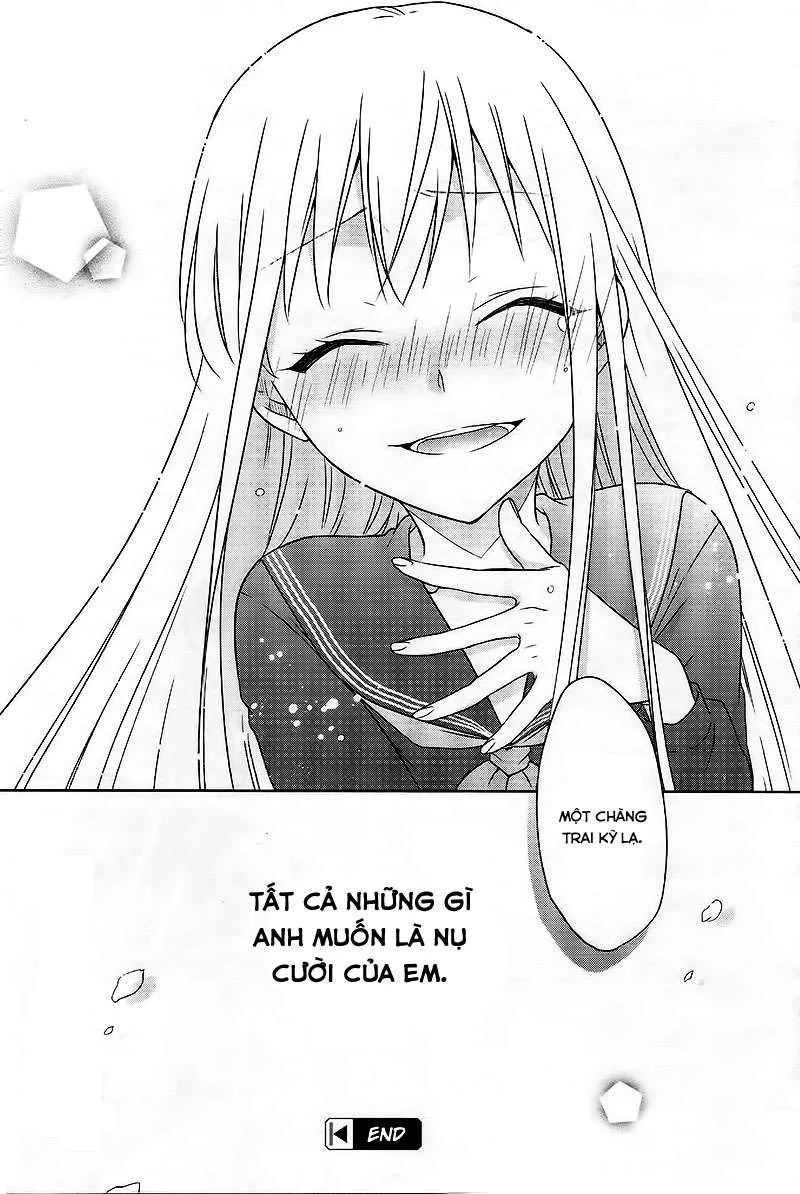 MỘT CHÀNG
TRAI KỲ LẠ.
TẤT CẢ NHỮNG GÌ
ANH MUỐN LÀ NỤ
CƯỜI CỦA EM.
END